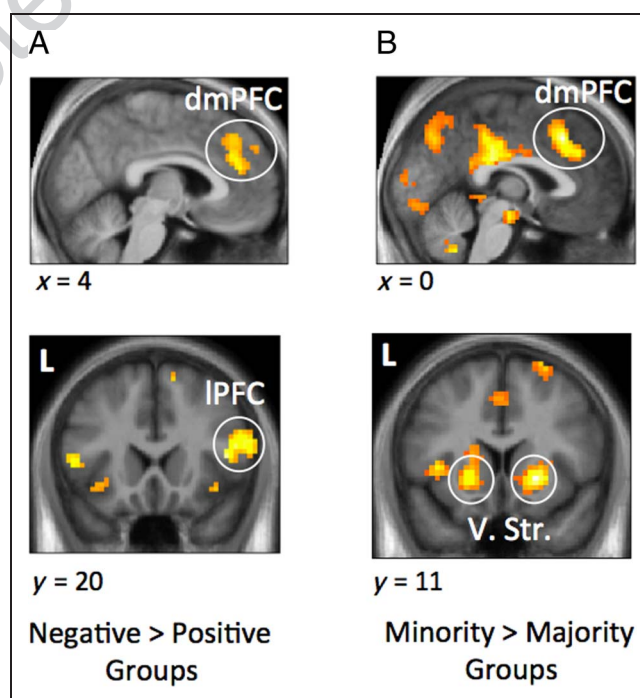 A
B
dmPFC
dmPFC
x = 4
x = 0
L
lPFC
L
V. Str.
y = 20
y = 11
Negative > Positive
Groups
Minority > Majority
Groups